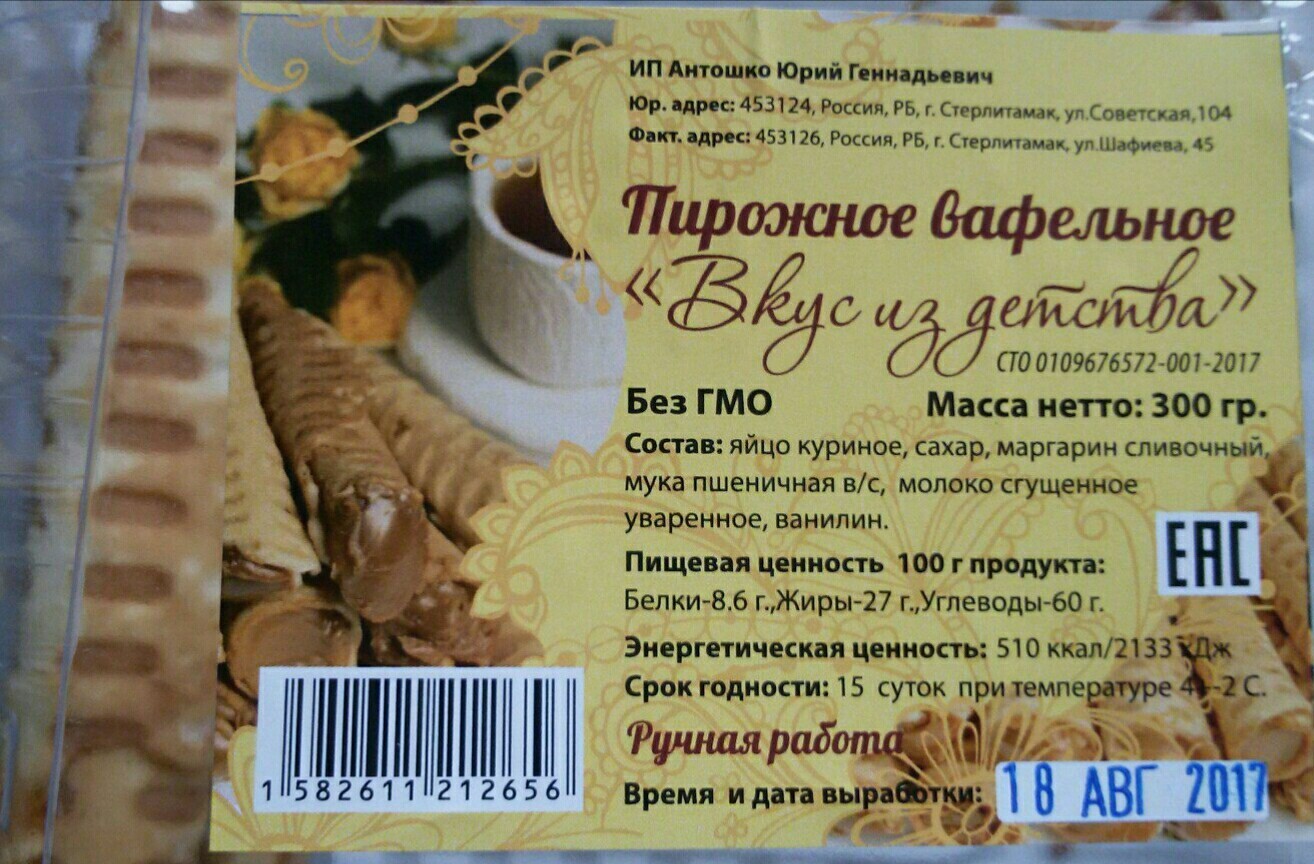 ИП Антошко Юрий Геннадьевич
Юр. адрес: 453124, Россия, РБ, г. Стерлитамак, ул.Советская,104
Факт. адрес: 453126, Россия, РБ, г. Стерлитамак, ул.Шафиева, 45
Пирожное вафельное
«Вкус из детства»
СТО 0109676572-001-2017
Без ГМО Масса нетто: 300 гр.
Состав: яйцо куриное, сахар, маргарин сливочный,
мука пшеничная в/с, молоко сгущенное
уваренное, ванилин.
EAC
Пищевая ценность 100 г продукта:
Белки-8.6 г.,Жиры-27 г.,Углеводы-60 г.
Энергетическая ценность: 510 ккал/2133 кДж
Срок годности: 15 суток при температуре С.
Ручная работа
Время и дата выработки: 18 АВГ 2017
1 582611 212656